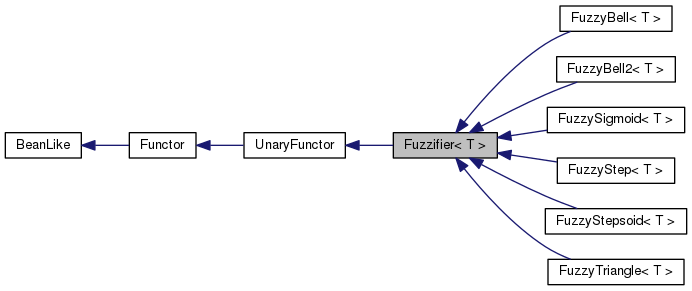 FuzzyBell< T >
FuzzyBell2< T >
FuzzySigmoid< T >
BeanLike
Functor
UnaryFunctor
Fuzzifier< T >
FuzzyStep< T >
FuzzyStepsoid< T >
FuzzyTriangle< T >